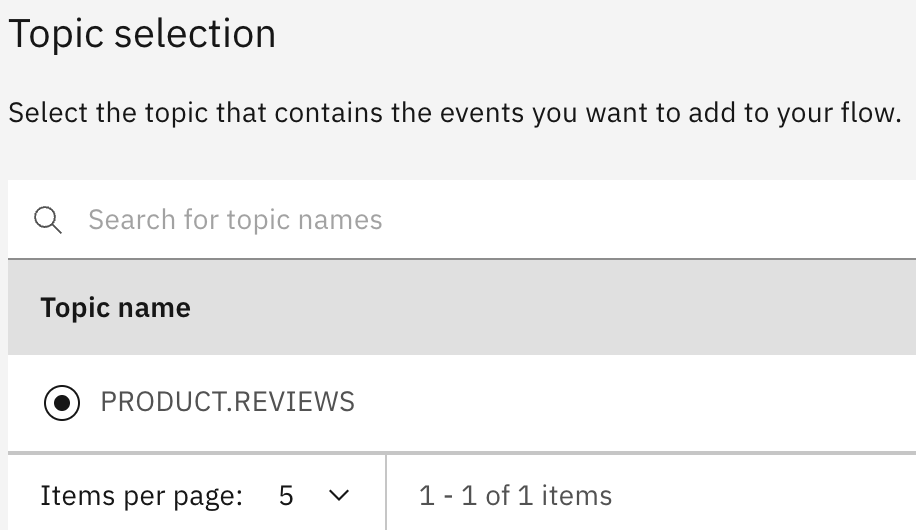 Topic selection
Select the topic that contains the events you want to add to your flow.
Search for topic names
Topic name
PRODUCT.REVIEWS
Items per page: 5 1 - 1 of 1 items